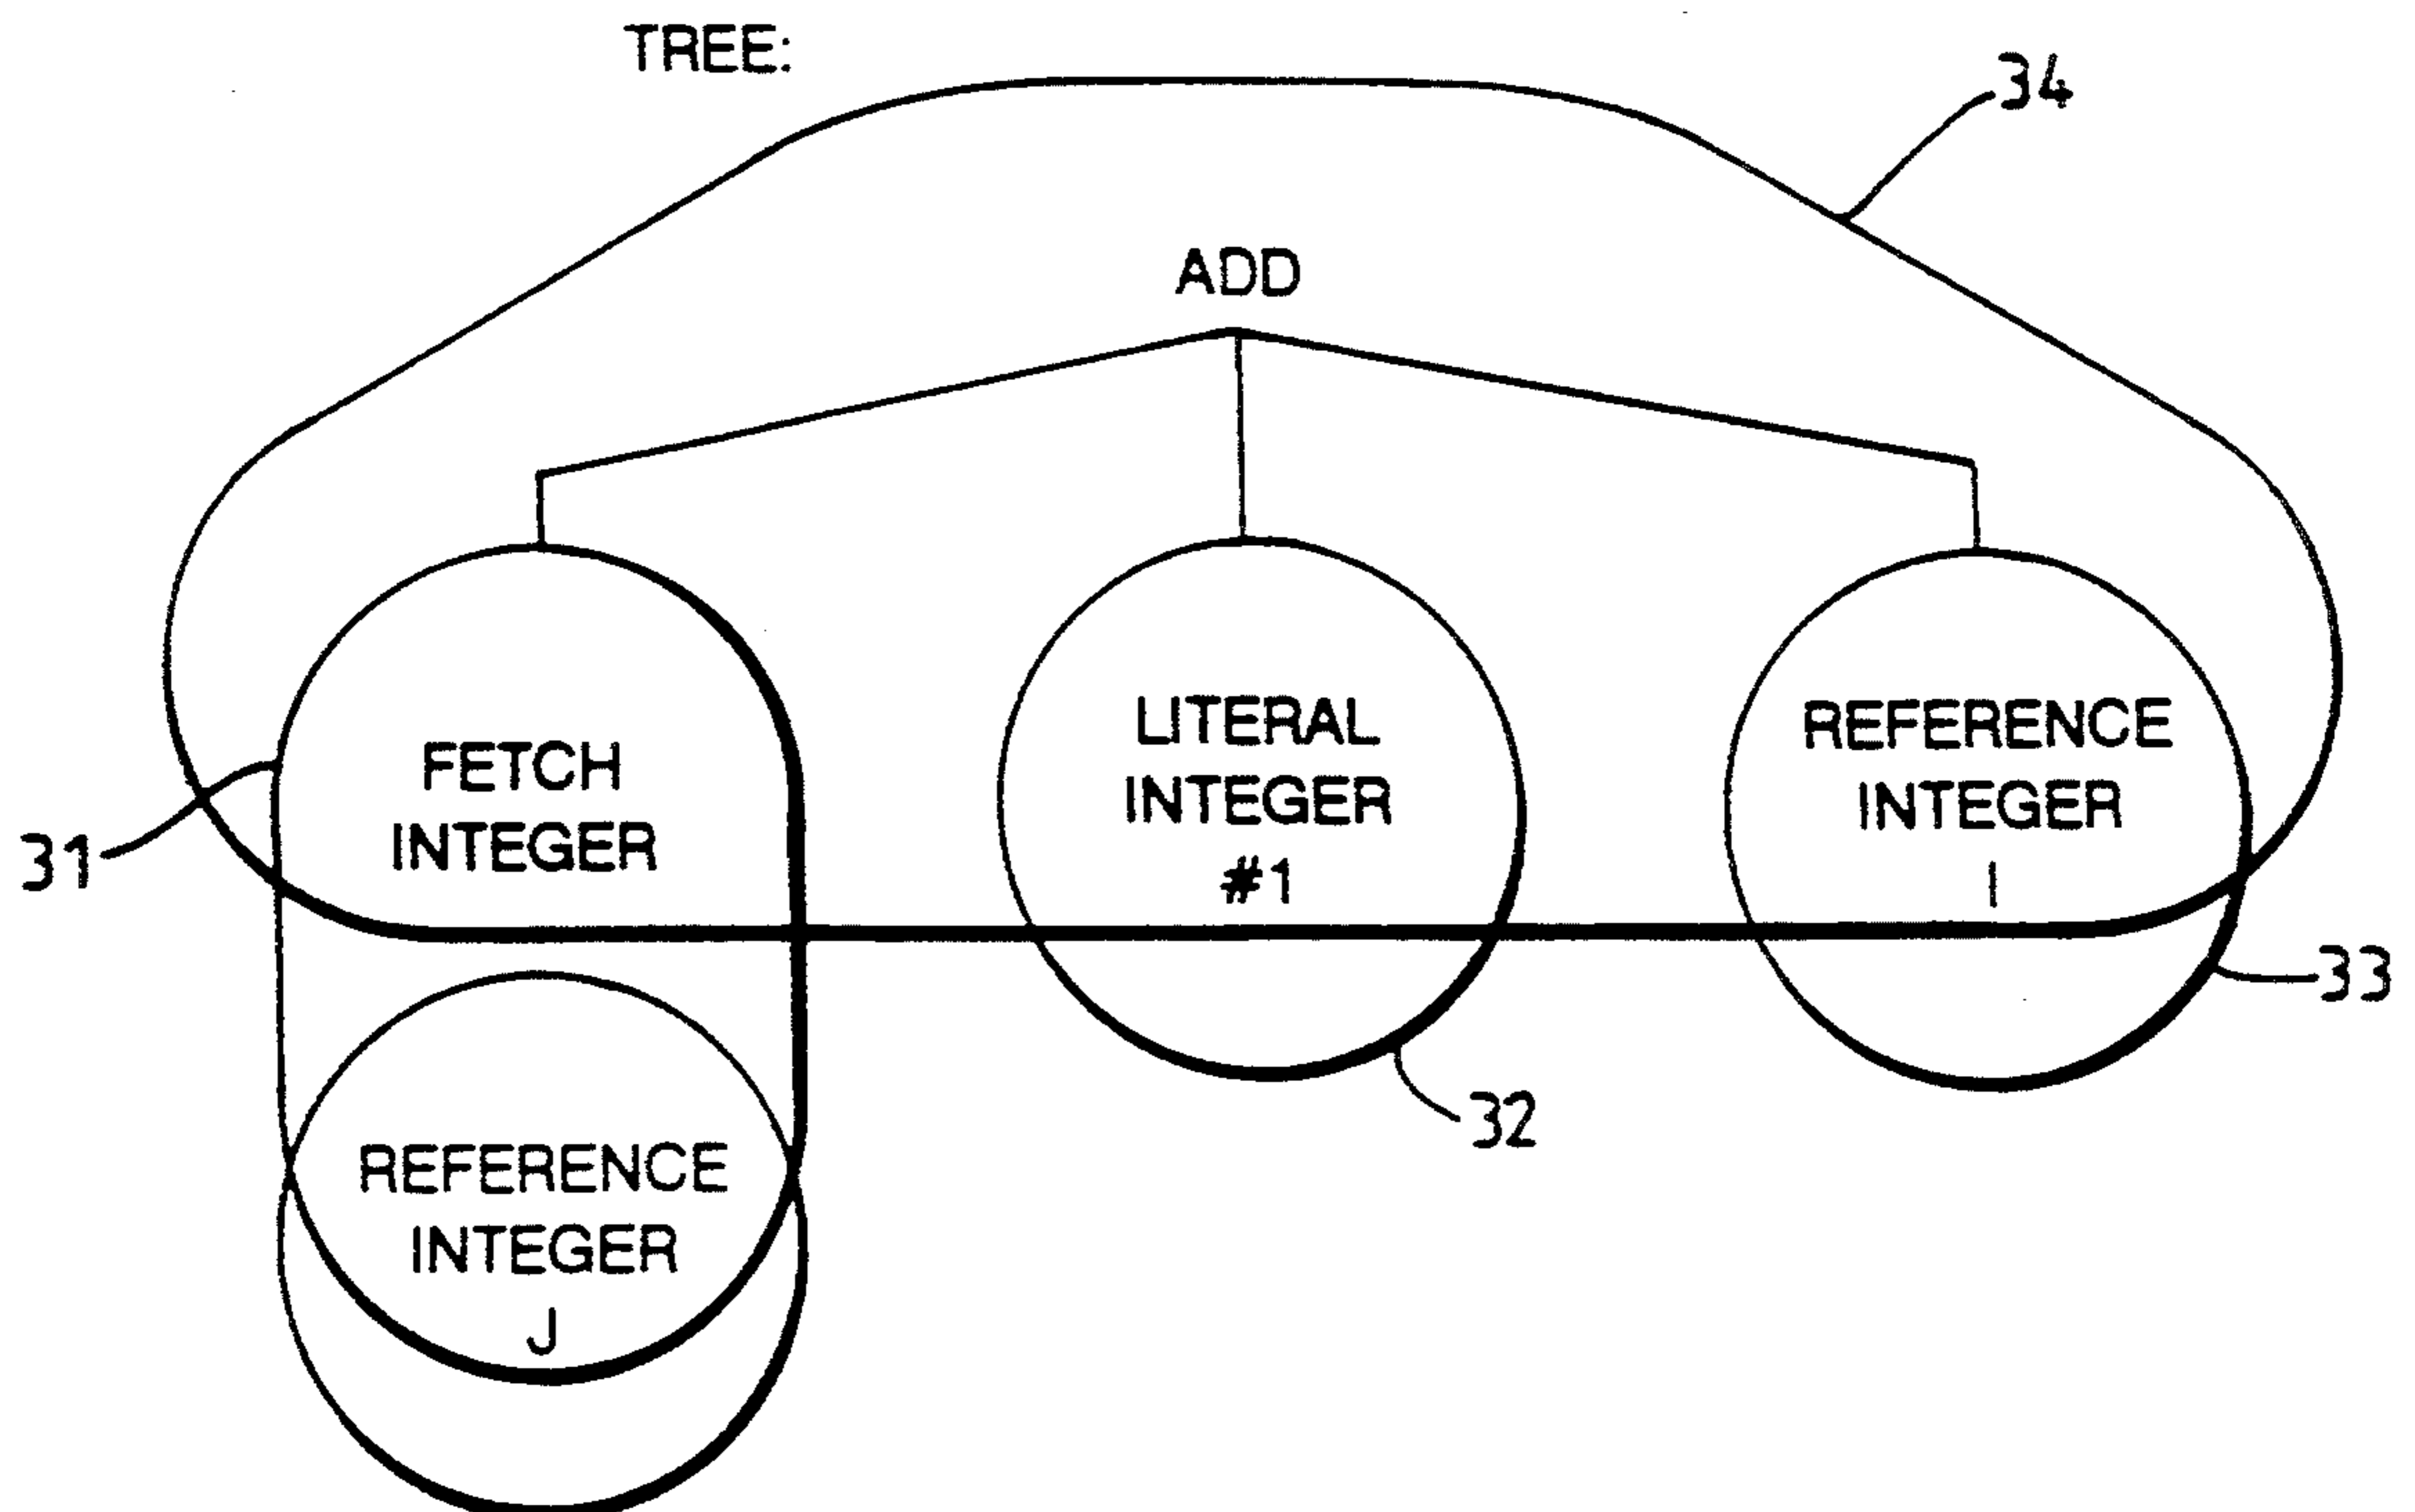 TREE:
34
ADD
FETCH
INTEGER
31
LITERAL
INTEGER
#1
REFERENCE
INTEGER
I
33
32
REFERENCE
INTEGER
J